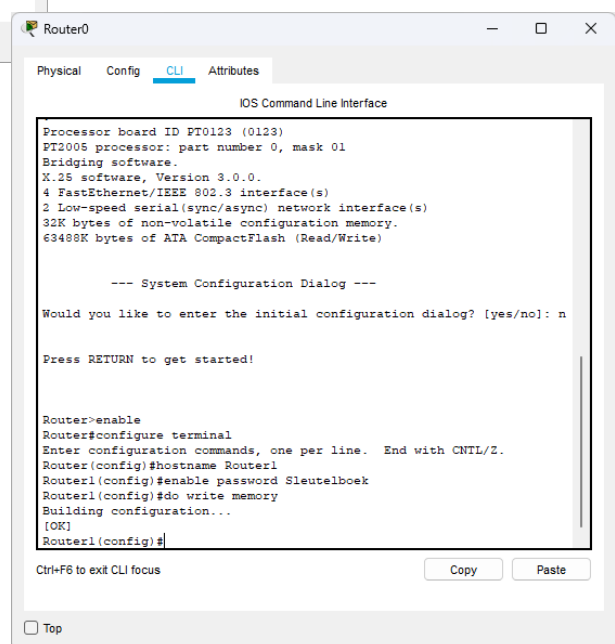 Router0
Physical Config CLI Attributes
IOS Command Line Interface
Processor board ID PT0123 (0123)
PT2005 processor: part number 0, mask 01
Bridging software.
X.25 software, Version 3.0.0.
4 FastEthernet/IEEE 802.3 interface(s)
2 Low-speed serial(sync/async) network interface(s)
32K bytes of non-volatile configuration memory.
63488K bytes of ATA CompactFlash (Read/Write)
--- System Configuration Dialog ---
Would you like to enter the initial configuration dialog? [yes/no]: n
Press RETURN to get started!
Router>enable
Router#configure terminal
Enter configuration commands, one per line.  End with CNTL/Z.
Router(config)#hostname Router1
Router1(config)#enable password Sleutelboek
Router1(config)#do write memory
Building configuration...
[OK]
Router1(config)#
Ctrl+F6 to exit CLI focus
Copy Paste
Top